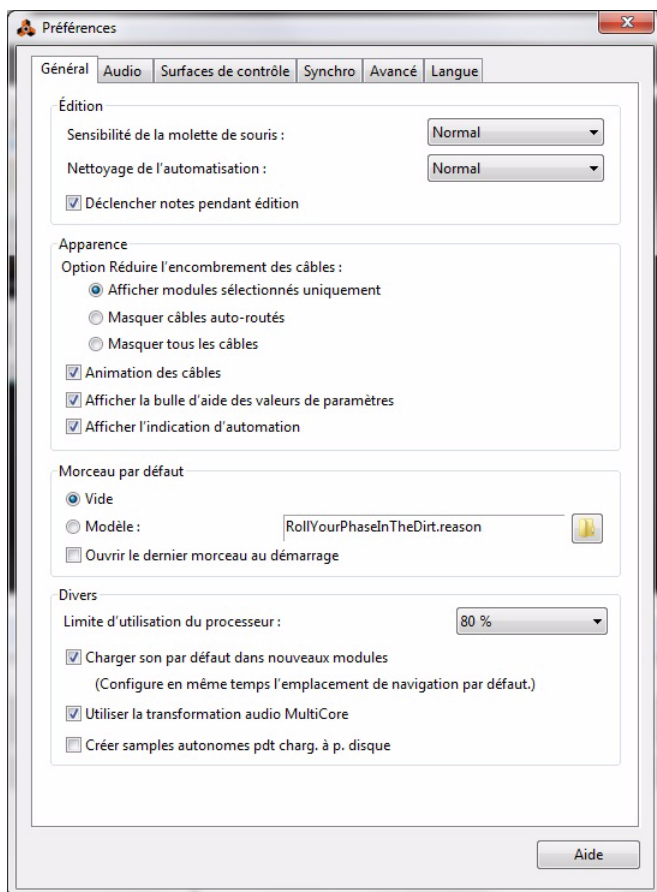 Préférences
Général Audio Surfaces de contrôle Synchro Avancé Langue
Édition
Sensibilité de la molette de souris : Normal
Nettoyage de l'automatisation : Normal
Déclencher notes pendant édition
Apparence
Option Réduire l'encombrement des câbles :
Afficher modules sélectionnés uniquement
Masquer câbles auto-routés
Masquer tous les câbles
Animation des câbles
Afficher la bulle d'aide des valeurs de paramètres
Afficher l'indication d'automation
Morceau par défaut
Vide
Modèle : RollYourPhaseInTheDirt.reason
Ouvrir le dernier morceau au démarrage
Divers
Limite d'utilisation du processeur : 80 %
Charger son par défaut dans nouveaux modules
(Configure en même temps l'emplacement de navigation par défaut.)
Utiliser la transformation audio MultiCore
Créer samples autonomes pdt charg. à p. disque
Aide